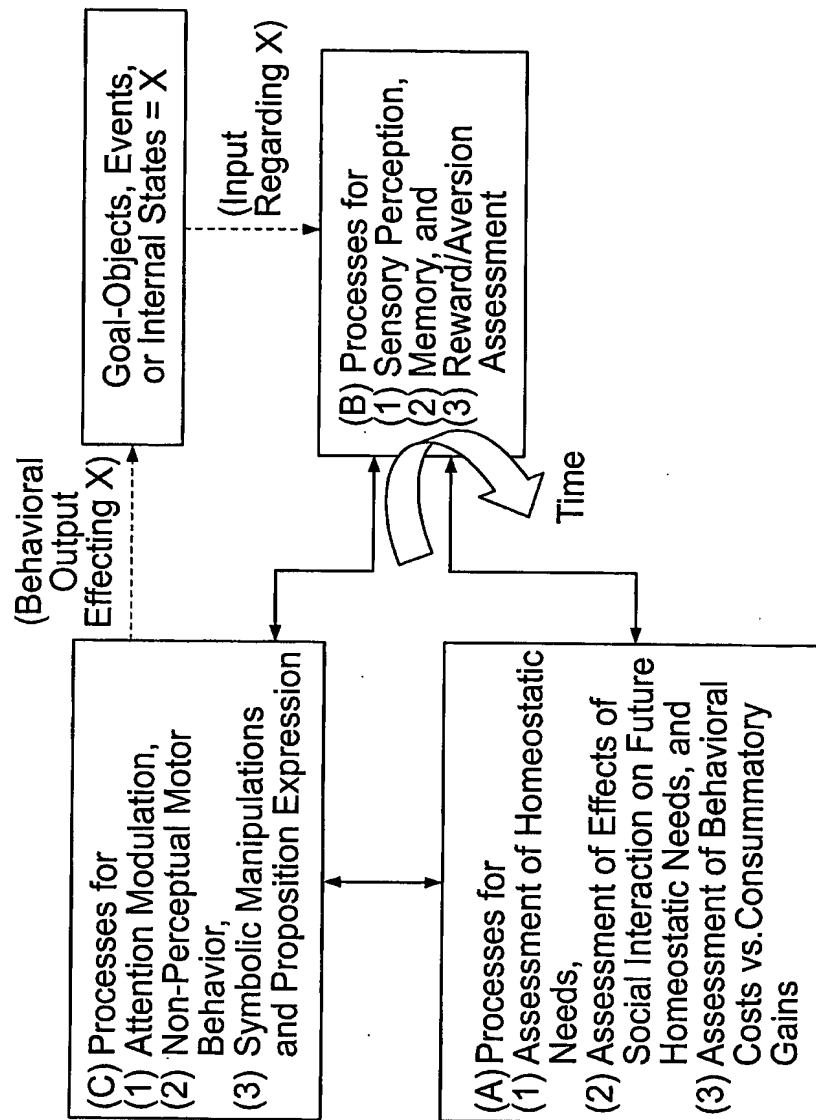 (Behavioral
Output
Effecting X)
Goal-Objects, Events,
or Internal States = X
(Input
Regarding X)
(C) Processes for
(1) Attention Modulation,
(2) Non-Perceptual Motor
Behavior,
(3) Symbolic Manipulations
and Proposition Expression
(B) Processes for
(1) Sensory Perception,
(2) Memory, and
(3) Reward/Aversion
Assessment
Time
(A) Processes for
(1) Assessment of Homeostatic
Needs,
(2) Assessment of Effects of
Social Interaction on Future
Homeostatic Needs, and
(3) Assessment of Behavioral
Costs vs.Consummatory
Gains